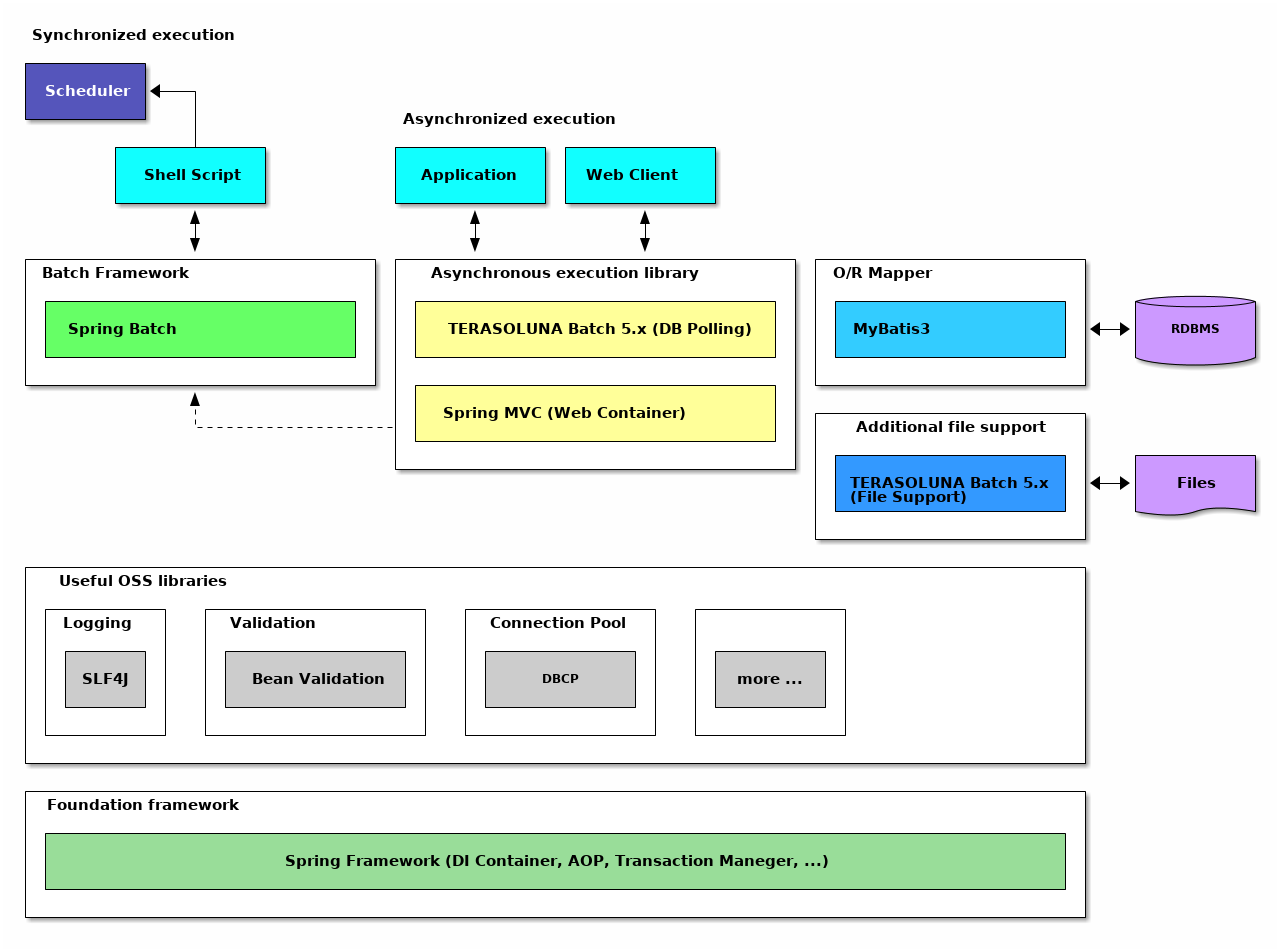 Synchronized execution
Scheduler
Asynchronized execution
Shell Script
Application
Web Client
Batch Framework
Spring Batch
Asynchronous execution library
TERASOLUNA Batch 5.x (DB Polling)
Spring MVC (Web Container)
O/R Mapper
MyBatis3
RDBMS
Additional file support
TERASOLUNA Batch 5.x
(File Support)
Files
Useful OSS libraries
Logging
SLF4J
Validation
Bean Validation
Connection Pool
DBCP
more ...
Foundation framework
Spring Framework (DI Container, AOP, Transaction Maneger, ...)